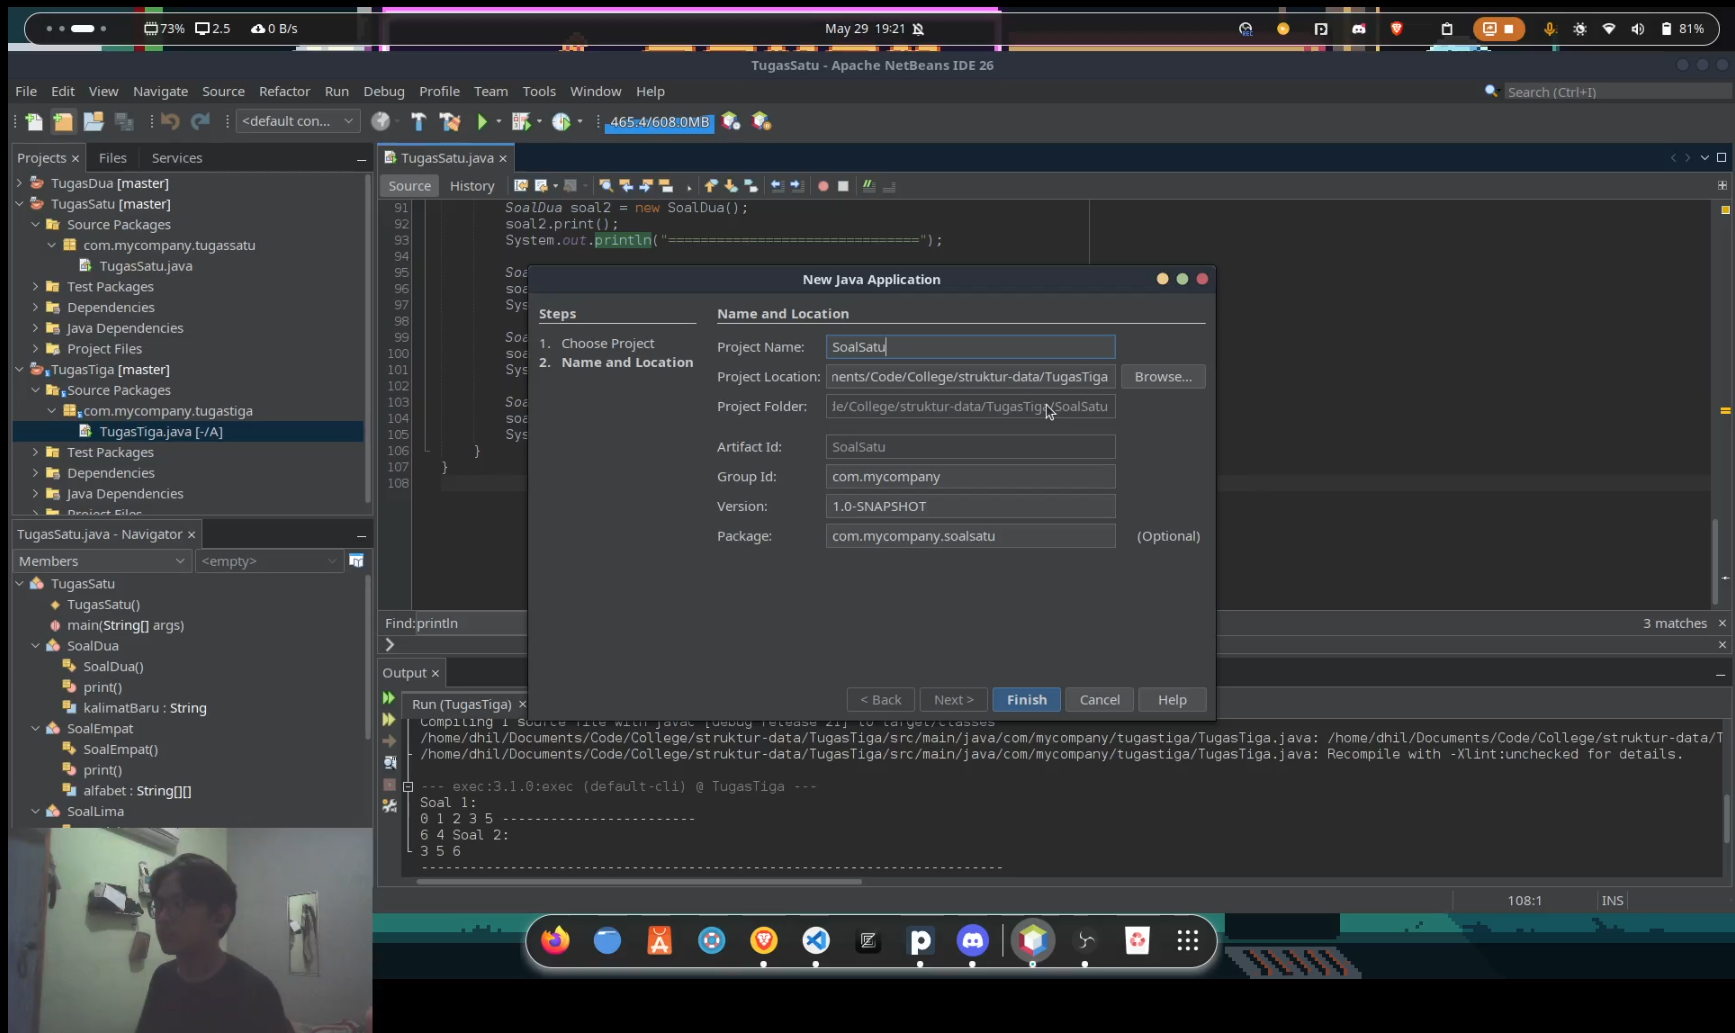 73% 2.5 0 B/s May 29 19:21 81%
TugasSatu - Apache NetBeans IDE 26
File Edit View Navigate Source Refactor Run Debug Profile Team Tools Window Help Search (Ctrl+I)
<default con... 465.4/608.0MB
Projects Files Services TugasSatu.java
TugasDua [master]
TugasSatu [master]
Source Packages
com.mycompany.tugassatu
TugasSatu.java
Test Packages
Dependencies
Java Dependencies
Project Files
TugasTiga [master]
Source Packages
com.mycompany.tugastiga
TugasTiga.java [-/A]
Test Packages
Dependencies
Java Dependencies
Project Files
Source History
91 SoalDua soal2 = new SoalDua();
92 soal2.print();
93 System.out.println("===============================");
94
95 Soa
96 soa
97 Sys
98
99 Soa
100 soa
101 Sys
102
103 Soa
104 soa
105 Sys
106 }
107 }
108
New Java Application
Steps
1. Choose Project
2. Name and Location
Name and Location
Project Name: SoalSatu
Project Location: nents/Code/College/struktur-data/TugasTiga Browse...
Project Folder: de/College/struktur-data/TugasTiga/SoalSatu
Artifact Id: SoalSatu
Group Id: com.mycompany
Version: 1.0-SNAPSHOT
Package: com.mycompany.soalsatu (Optional)
< Back Next > Finish Cancel Help
TugasSatu.java - Navigator
Members <empty>
TugasSatu
TugasSatu()
main(String[] args)
SoalDua
SoalDua()
print()
kalimatBaru : String
SoalEmpat
SoalEmpat()
print()
alfabet : String[][]
SoalLima
Find: println 3 matches
Output
Run (TugasTiga)
Compiling 1 source file with javac [debug release 21] to target/classes
/home/dhil/Documents/Code/College/struktur-data/TugasTiga/src/main/java/com/mycompany/tugastiga/TugasTiga.java: /home/dhil/Documents/Code/College/struktur-data/T
/home/dhil/Documents/Code/College/struktur-data/TugasTiga/src/main/java/com/mycompany/tugastiga/TugasTiga.java: Recompile with -Xlint:unchecked for details.
--- exec:3.1.0:exec (default-cli) @ TugasTiga ---
Soal 1:
0 1 2 3 5 ------------------------
6 4 Soal 2:
3 5 6
------------------------------------------------------------------------
108:1 INS